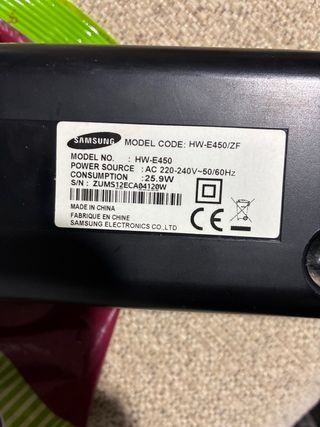 SAMSUNG MODEL CODE: HW-E450/ZF
MODEL NO. : HW-E450
POWER SOURCE : AC 220-240V~50/60Hz
CONSUMPTION : 25.9W
S/N : ZUMS12ECA04120W
MADE IN CHINA
FABRIQUE EN CHINE
SAMSUNG ELECTRONICS CO.,LTD
CE